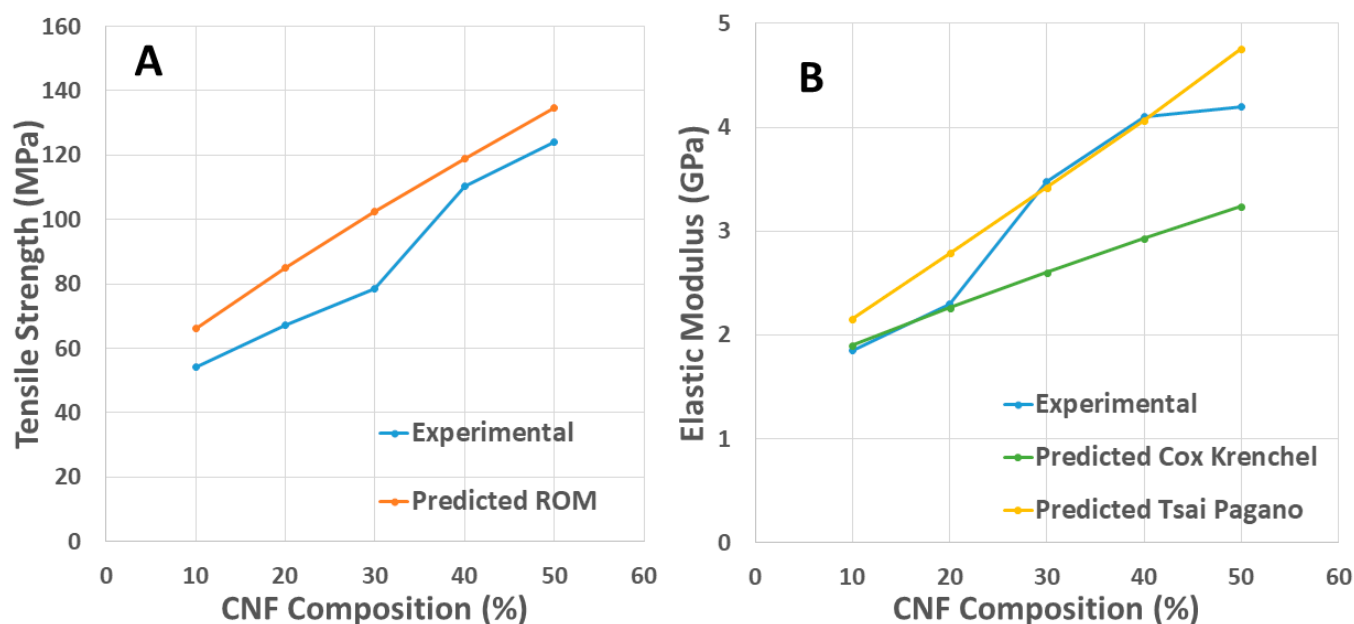 A
Tensile Strength (MPa)
160
140
120
100
80
60
40
20
0
Experimental
Predicted ROM
0 10 20 30 40 50 60
CNF Composition (%)
B
Elastic Modulus (GPa)
5
4
3
2
1
0
Experimental
Predicted Cox Krenchel
Predicted Tsai Pagano
0 10 20 30 40 50 60
CNF Composition (%)